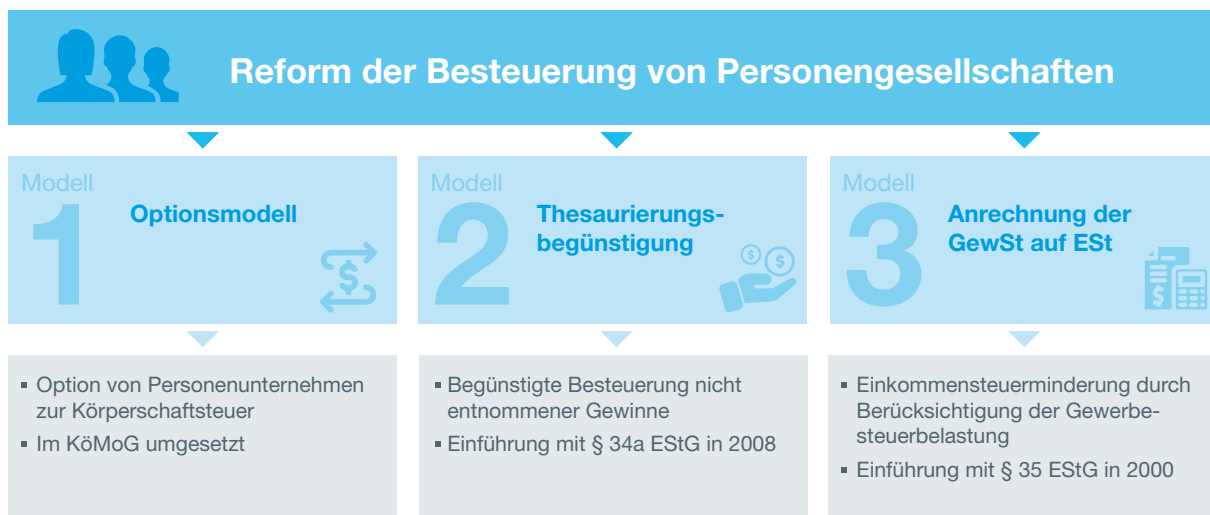 Reform der Besteuerung von Personengesellschaften
Modell
1
Optionsmodell
$
Option von Personenunternehmen
zur Körperschaftsteuer
Im KöMoG umgesetzt
Modell
2
Thesaurierungs-
begünstigung
$ $
Begünstigte Besteuerung nicht
entnommener Gewinne
Einführung mit § 34a EStG in 2008
Modell
3
Anrechnung der
GewSt auf ESt
$
Einkommensteuerminderung durch
Berücksichtigung der Gewerbe-
steuerbelastung
Einführung mit § 35 EStG in 2000